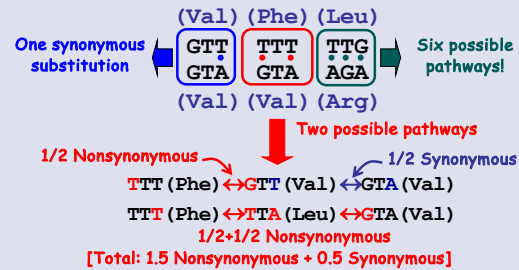 (Val) (Phe) (Leu)
One synonymous substitution
GTT TTT TTG
GTA GTA AGA
Six possible pathways!
(Val) (Val) (Arg)
Two possible pathways
1/2 Nonsynonymous
1/2 Synonymous
TTT(Phe)↔GTT(Val)↔GTA(Val)
TTT(Phe)↔TTA(Leu)↔GTA(Val)
1/2+1/2 Nonsynonymous
[Total: 1.5 Nonsynonymous + 0.5 Synonymous]